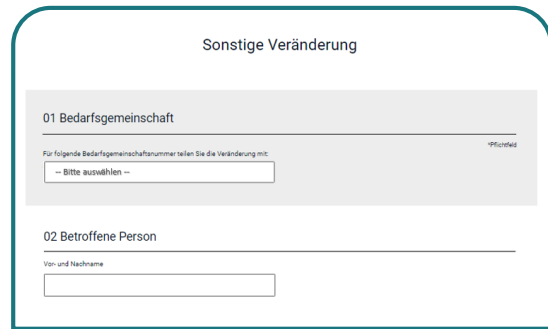 Sonstige Veränderung
01 Bedarfsgemeinschaft
*Pflichtfeld
Für folgende Bedarfsgemeinschaftsnummer teilen Sie die Veränderung mit:
-- Bitte auswählen --
02 Betroffene Person
Vor- und Nachname